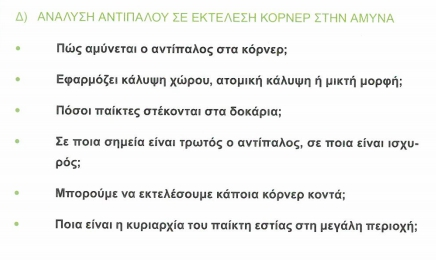 Δ) ΑΝΑΛΥΣΗ ΑΝΤΙΠΑΛΟΥ ΣΕ ΕΚΤΕΛΕΣΗ ΚΟΡΝΕΡ ΣΤΗΝ ΑΜΥΝΑ
• Πώς αμύνεται ο αντίπαλος στα κόρνερ;
• Εφαρμόζει κάλυψη χώρου, ατομική κάλυψη ή μικτή μορφή;
• Πόσοι παίκτες στέκονται στα δοκάρια;
• Σε ποια σημεία είναι τρωτός ο αντίπαλος, σε ποια είναι ισχυ-
ρός;
• Μπορούμε να εκτελέσουμε κάποια κόρνερ κοντά;
• Ποια είναι η κυριαρχία του παίκτη εστίας στη μεγάλη περιοχή;